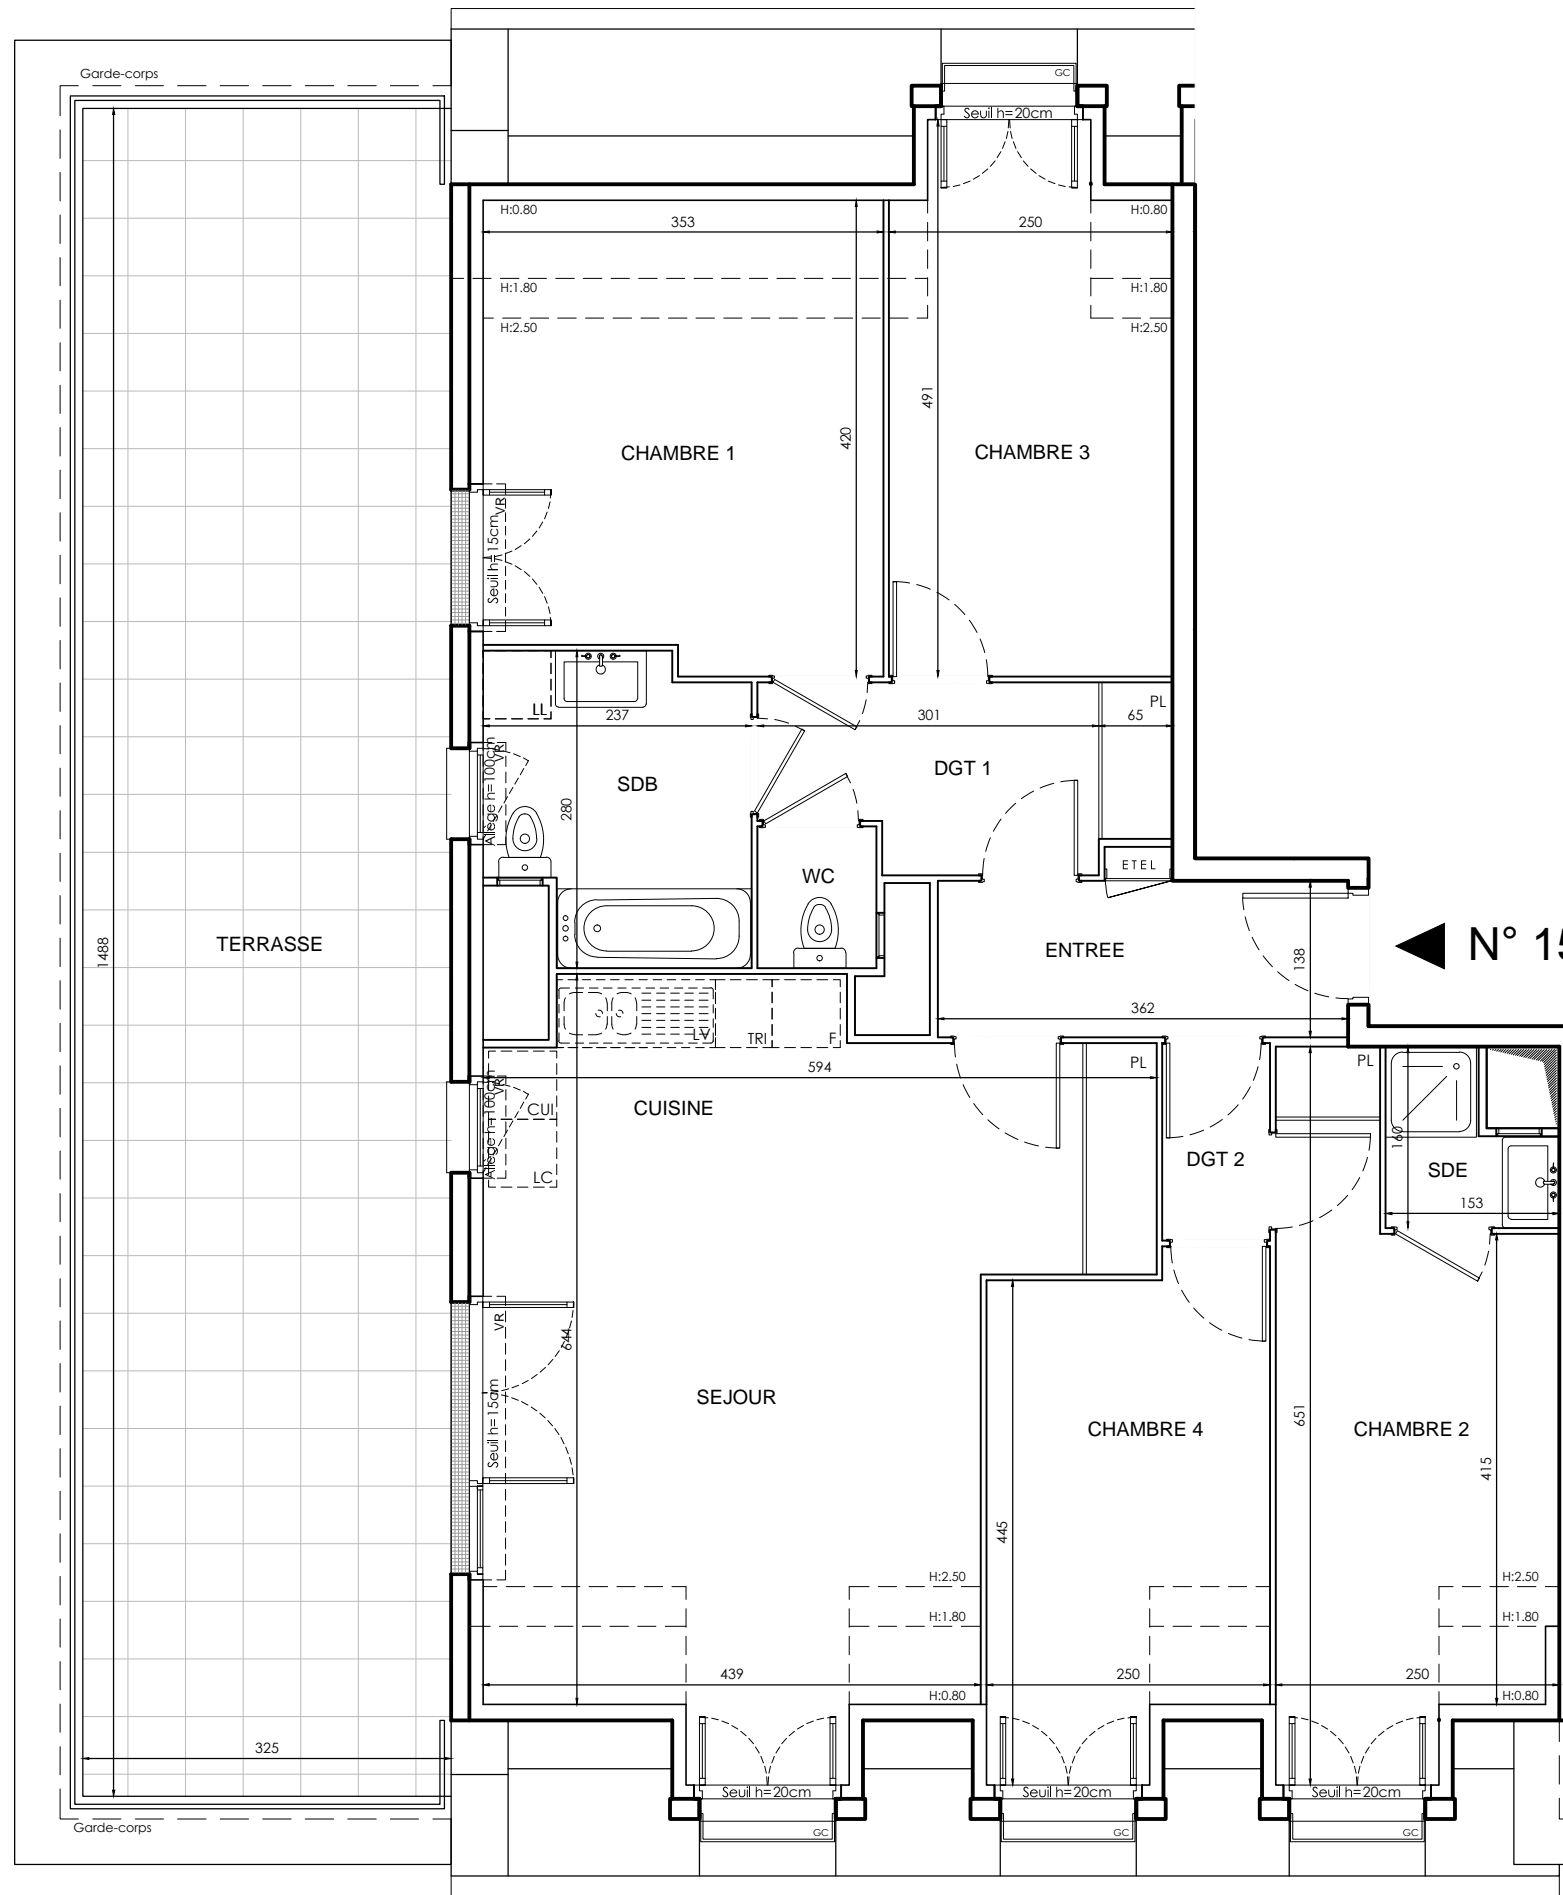 Garde-corps
GC
Seuil h=20cm
H:0.80
H:0.80
353
250
H:1.80
H:1.80
H:2.50
H:2.50
491
420
CHAMBRE 1
CHAMBRE 3
VR
Seuil h=15cm
LL
237
301
65
PL
VR
Allège h=100cm
SDB
DGT 1
280
WC
ETEL
TERRASSE
1488
ENTREE
138
N° 15
362
LV
TRI
F
594
PL
PL
VR
Allège h=100cm
CUI
CUISINE
LC
160
DGT 2
SDE
153
VR
644
Seuil h=15cm
SEJOUR
651
CHAMBRE 4
CHAMBRE 2
415
445
H:2.50
H:2.50
H:1.80
H:1.80
439
250
250
H:0.80
H:0.80
325
Seuil h=20cm
Seuil h=20cm
Seuil h=20cm
Garde-corps
GC
GC
GC